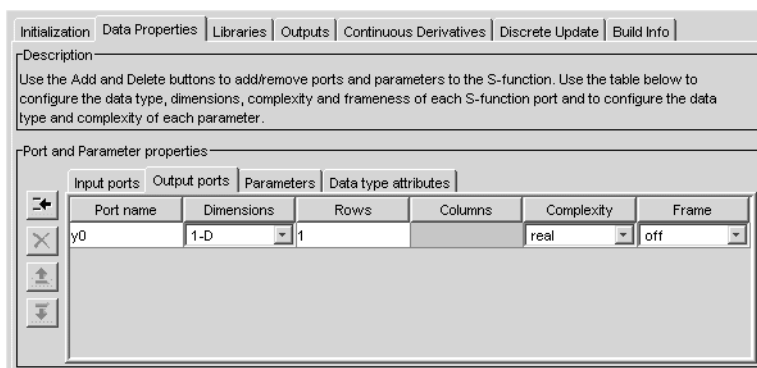 Initialization Data Properties Libraries Outputs Continuous Derivatives Discrete Update Build Info
Description
Use the Add and Delete buttons to add/remove ports and parameters to the S-function. Use the table below to
configure the data type, dimensions, complexity and frameness of each S-function port and to configure the data
type and complexity of each parameter.
Port and Parameter properties
Input ports Output ports Parameters Data type attributes
Port name Dimensions Rows Columns Complexity Frame
y0 1-D 1 real off